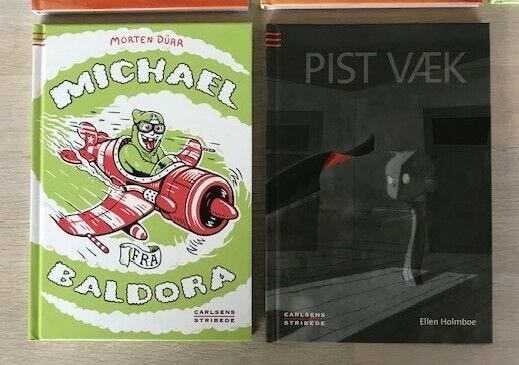 MORTEN DÜRR
MICHAEL
FRA
BALDORA
CARLSENS
STRIBEDE
PIST VÆK
CARLSENS
STRIBEDE
Ellen Holmboe